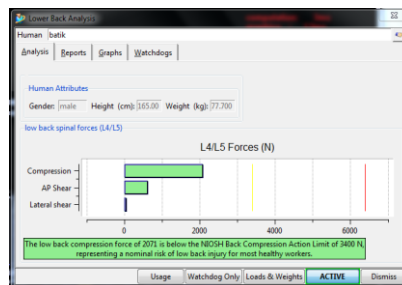 Lower Back Analysis
Human batik
Analysis Reports Graphs Watchdogs
Human Attributes
Gender: male Height (cm): 165.00 Weight (kg): 77.700
low back spinal forces (L4/L5)
L4/L5 Forces (N)
Compression
AP Shear
Lateral shear
0 2000 4000 6000
The low back compression force of 2071 is below the NIOSH Back Compression Action Limit of 3400 N,
representing a nominal risk of low back injury for most healthy workers.
Usage Watchdog Only Loads & Weights ACTIVE Dismiss